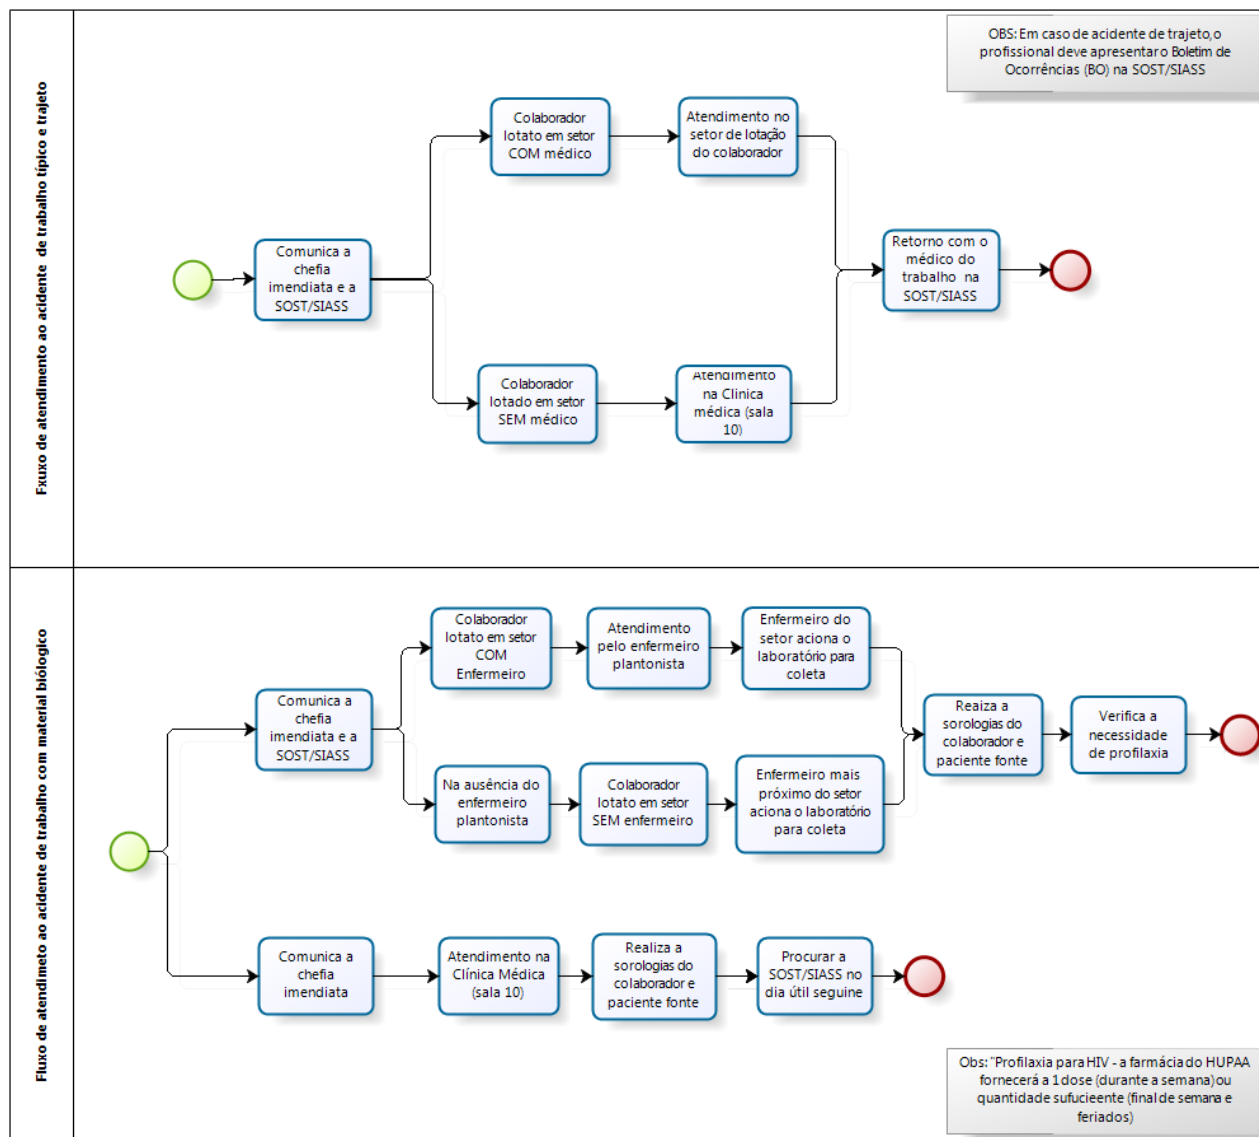 Fxuxo de atendimento ao acidente de trabalho típico e trajeto
OBS: Em caso de acidente de trajeto, o
profissional deve apresentar o Boletim de
Ocorrências (BO) na SOST/SIASS
Colaborador
lotato em setor
COM médico
Atendimento no
setor de lotação
do colaborador
Comunica a
chefia
imendiata e a
SOST/SIASS
Retorno com o
médico do
trabalho na
SOST/SIASS
Colaborador
lotado em setor
SEM médico
Atendimento
na Clinica
médica (sala
10)
Fluxo de atendimeto ao acidente de trabalho com material biólogico
Colaborador
lotato em setor
COM
Enfermeiro
Atendimento
pelo enfermeiro
plantonista
Enfermeiro do
setor aciona o
laboratório para
coleta
Comunica a
chefia
imendiata e a
SOST/SIASS
Reaiza a
sorologias do
colaborador e
paciente fonte
Verifica a
necessidade
de profilaxia
Na ausência do
enfermeiro
plantonista
Colaborador
lotato em setor
SEM enfermeiro
Enfermeiro mais
próximo do setor
aciona o laboratório
para coleta
Comunica a
chefia
imendiata
Atendimento na
Clínica Médica
(sala 10)
Realiza a
sorologias do
colaborador e
paciente fonte
Procurar a
SOST/SIASS no
dia útil seguine
Obs: "Profilaxia para HIV - a farmácia do HUPAA
fornecerá a 1 dose (durante a semana) ou
quantidade sufucieente (final de semana e
feriados)